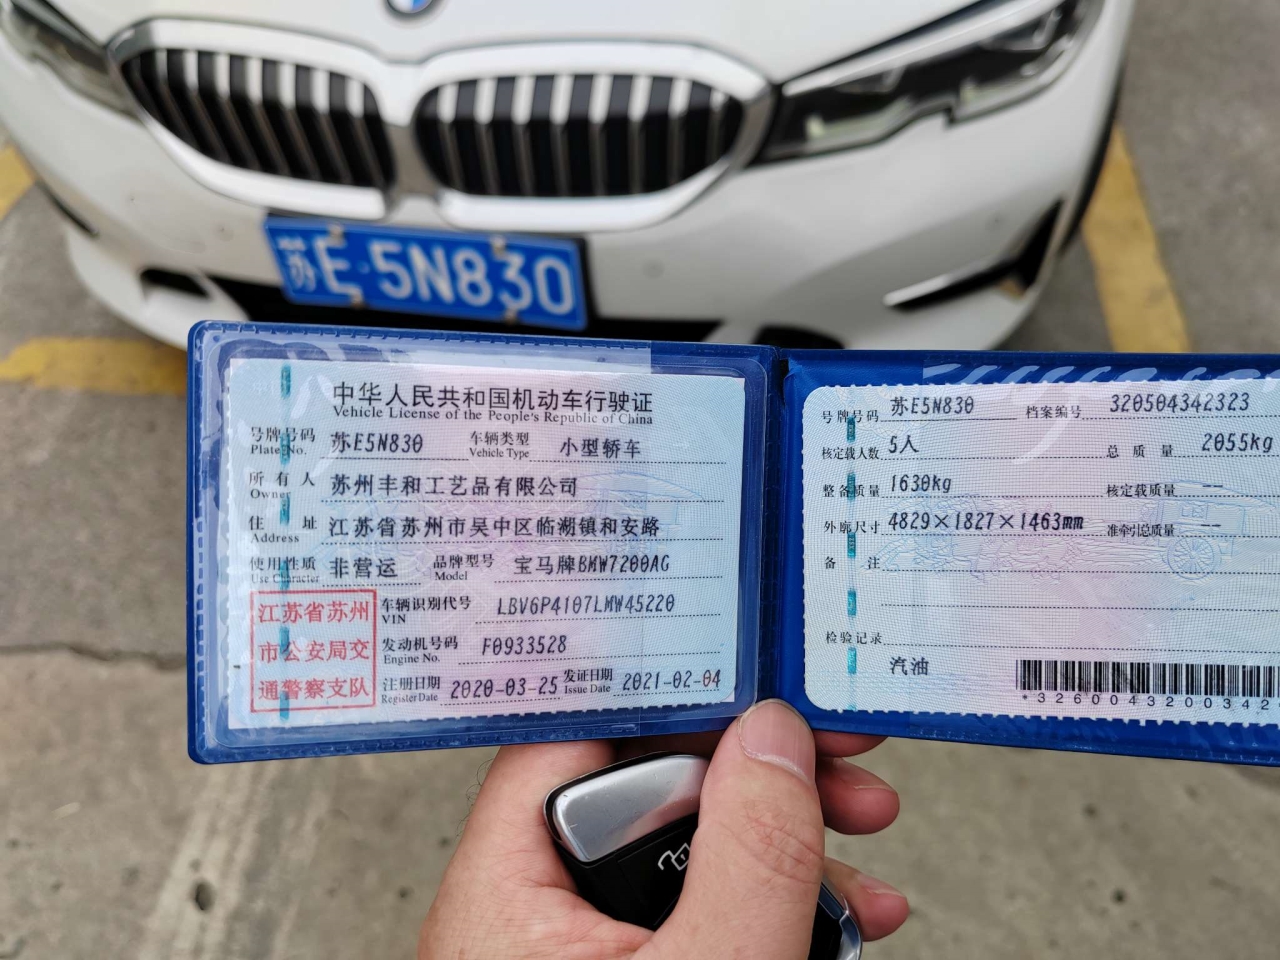 苏E·5N830
中华人民共和国机动车行驶证
Vehicle License of the People's Republic of China
号牌号码 苏E5N830 车辆类型 小型轿车
Plate No. Vehicle Type
所有人 苏州丰和工艺品有限公司
Owner
住址 江苏省苏州市吴中区临湖镇和安路
Address
使用性质 非营运 品牌型号 宝马牌BMW7200AG
Use Character Model
江苏省苏州
市公安局交
通警察支队
车辆识别代号 LBV6P4107LMW45220
VIN
发动机号码 F0933528
Engine No.
注册日期 2020-03-25 发证日期 2021-02-04
Register Date Issue Date
号牌号码 苏E5N830 档案编号 320504342323
核定载人数 5人 总质量 2055kg
整备质量 1630kg 核定载质量 --
外廓尺寸 4829×1827×1463mm 准牵引总质量 --
备注
检验记录
汽油
*3260043200342